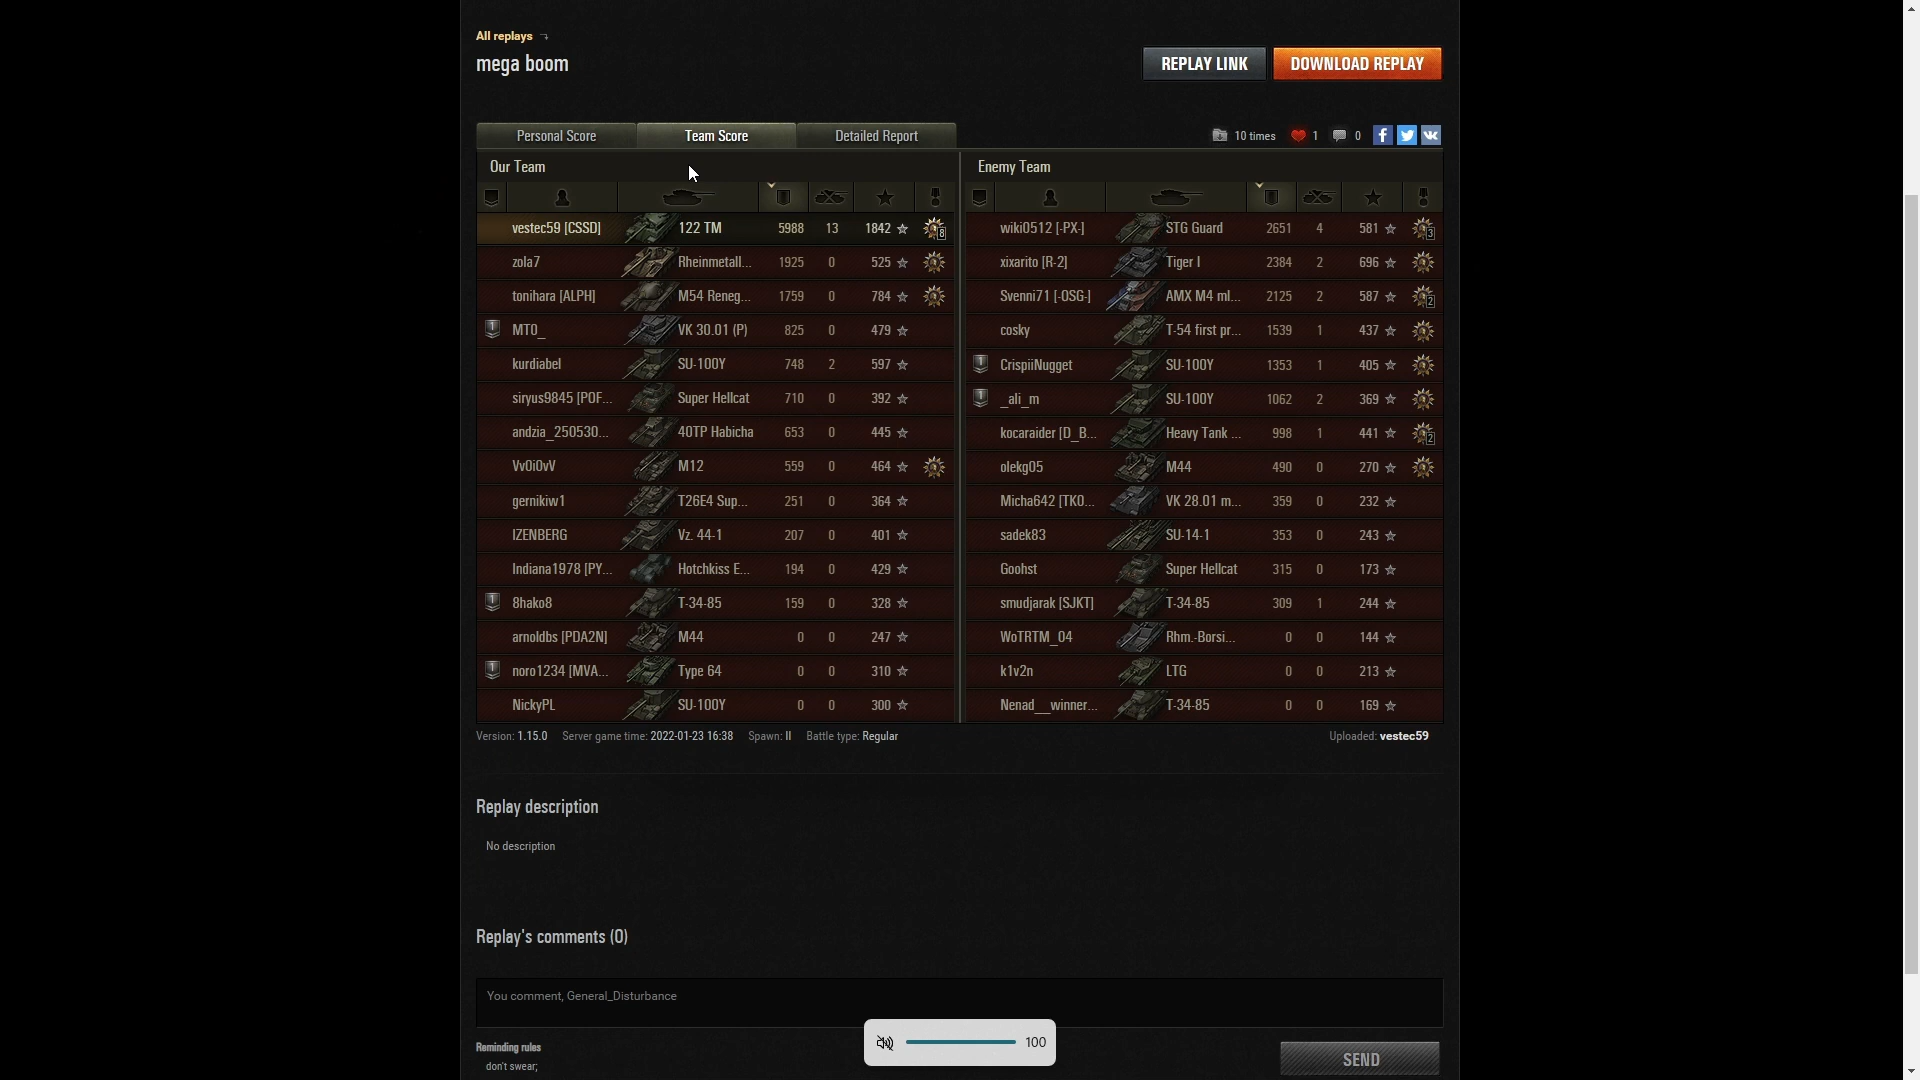 All replays
mega boom
REPLAY LINK
DOWNLOAD REPLAY
Personal Score
Team Score
Detailed Report
10 times
1
0
Our Team
Enemy Team
vestec59 [CSSD] 122 TM 5988 13 1842 8
wiki0512 [-PX-] STG Guard 2651 4 581 3
zola7 Rheinmetall... 1925 0 525
xixarito [R-2] Tiger I 2384 2 696
tonihara [ALPH] M54 Reneg... 1759 0 784
Svenni71 [-OSG-] AMX M4 ml... 2125 2 587 2
1 MTO_ VK 30.01 (P) 825 0 479
cosky T-54 first pr... 1539 1 437
kurdiabel SU-100Y 748 2 597
1 CrispiiNugget SU-100Y 1353 1 405
siryus9845 [POF... Super Hellcat 710 0 392
1 _ali_m SU-100Y 1062 2 369
andzia_250530... 40TP Habicha 653 0 445
kocaraider [D_B... Heavy Tank ... 998 1 441 2
Vv0i0vV M12 559 0 464
olekg05 M44 490 0 270
gernikiw1 T26E4 Sup... 251 0 364
Micha642 [TKO... VK 28.01 m... 359 0 232
IZENBERG Vz. 44-1 207 0 401
sadek83 SU-14-1 353 0 243
Indiana1978 [PY... Hotchkiss E... 194 0 429
Goohst Super Hellcat 315 0 173
1 8hako8 T-34-85 159 0 328
smudjarak [SJKT] T-34-85 309 1 244
arnoldbs [PDA2N] M44 0 0 247
WoTRTM_04 Rhm.-Borsi... 0 0 144
1 noro1234 [MVA... Type 64 0 0 310
k1v2n LTG 0 0 213
NickyPL SU-100Y 0 0 300
Nenad__winner... T-34-85 0 0 169
Version: 1.15.0 Server game time: 2022-01-23 16:38 Spawn: II Battle type: Regular
Uploaded: vestec59
Replay description
No description
Replay's comments (0)
You comment, General_Disturbance
100
Reminding rules
don't swear;
SEND